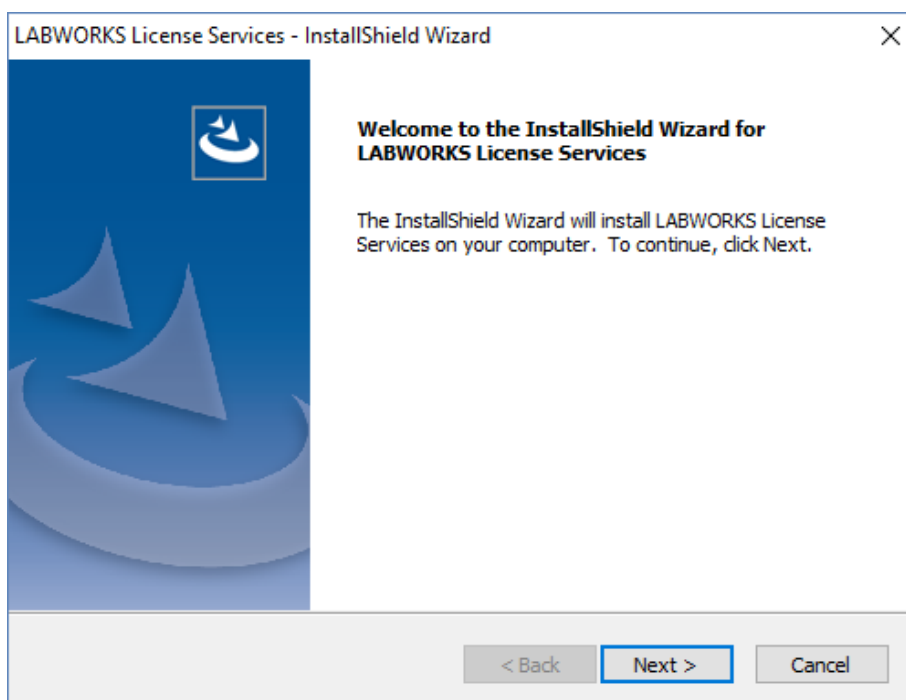 LABWORKS License Services - InstallShield Wizard
Welcome to the InstallShield Wizard for
LABWORKS License Services
The InstallShield Wizard will install LABWORKS License
Services on your computer.  To continue, click Next.
< Back
Next >
Cancel